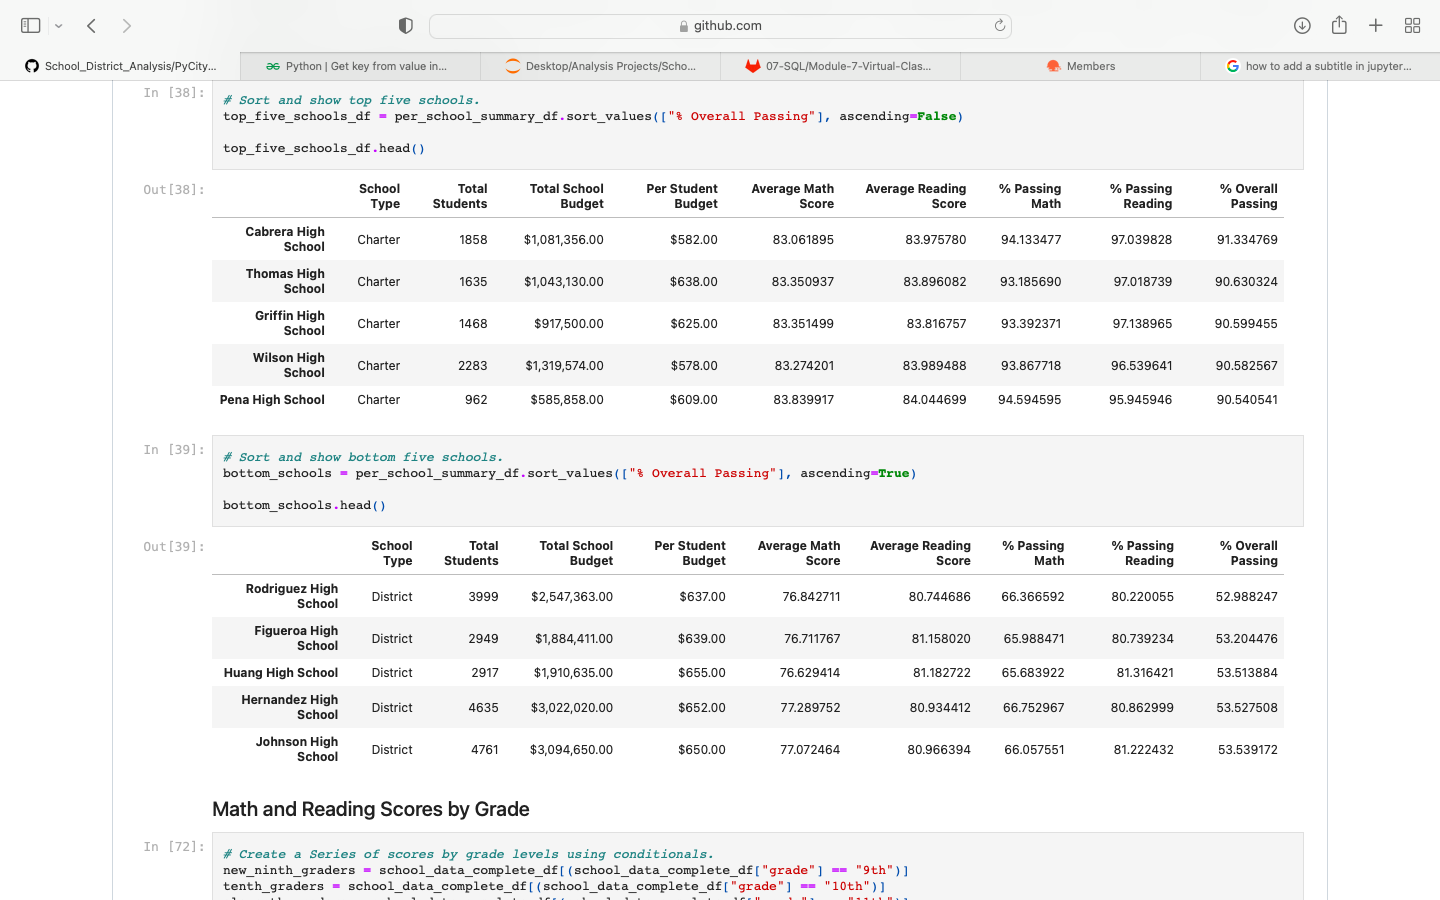 github.com
School_District_Analysis/PyCity...
Python | Get key from value in...
Desktop/Analysis Projects/Scho...
07-SQL/Module-7-Virtual-Clas...
Members
how to add a subtitle in jupyter...
In [38]:
# Sort and show top five schools.
top_five_schools_df = per_school_summary_df.sort_values(["% Overall Passing"], ascending=False)
top_five_schools_df.head()
Out[38]:
School Type Total Students Total School Budget Per Student Budget Average Math Score Average Reading Score % Passing Math % Passing Reading % Overall Passing
Cabrera High School Charter 1858 $1,081,356.00 $582.00 83.061895 83.975780 94.133477 97.039828 91.334769
Thomas High School Charter 1635 $1,043,130.00 $638.00 83.350937 83.896082 93.185690 97.018739 90.630324
Griffin High School Charter 1468 $917,500.00 $625.00 83.351499 83.816757 93.392371 97.138965 90.599455
Wilson High School Charter 2283 $1,319,574.00 $578.00 83.274201 83.989488 93.867718 96.539641 90.582567
Pena High School Charter 962 $585,858.00 $609.00 83.839917 84.044699 94.594595 95.945946 90.540541
In [39]:
# Sort and show bottom five schools.
bottom_schools = per_school_summary_df.sort_values(["% Overall Passing"], ascending=True)
bottom_schools.head()
Out[39]:
School Type Total Students Total School Budget Per Student Budget Average Math Score Average Reading Score % Passing Math % Passing Reading % Overall Passing
Rodriguez High School District 3999 $2,547,363.00 $637.00 76.842711 80.744686 66.366592 80.220055 52.988247
Figueroa High School District 2949 $1,884,411.00 $639.00 76.711767 81.158020 65.988471 80.739234 53.204476
Huang High School District 2917 $1,910,635.00 $655.00 76.629414 81.182722 65.683922 81.316421 53.513884
Hernandez High School District 4635 $3,022,020.00 $652.00 77.289752 80.934412 66.752967 80.862999 53.527508
Johnson High School District 4761 $3,094,650.00 $650.00 77.072464 80.966394 66.057551 81.222432 53.539172
Math and Reading Scores by Grade
In [72]:
# Create a Series of scores by grade levels using conditionals.
new_ninth_graders = school_data_complete_df[(school_data_complete_df["grade"] == "9th")]
tenth_graders = school_data_complete_df[(school_data_complete_df["grade"] == "10th")]